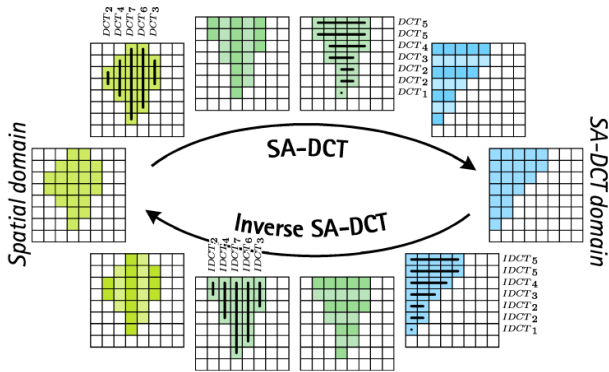 DCT2
DCT4
DCT7
DCT6
DCT3
DCT5
DCT5
DCT4
DCT3
DCT2
DCT2
DCT1
SA-DCT
Spatial domain
SA-DCT domain
Inverse SA-DCT
IDCT2
IDCT4
IDCT7
IDCT6
IDCT3
IDCT5
IDCT5
IDCT4
IDCT3
IDCT2
IDCT2
IDCT1